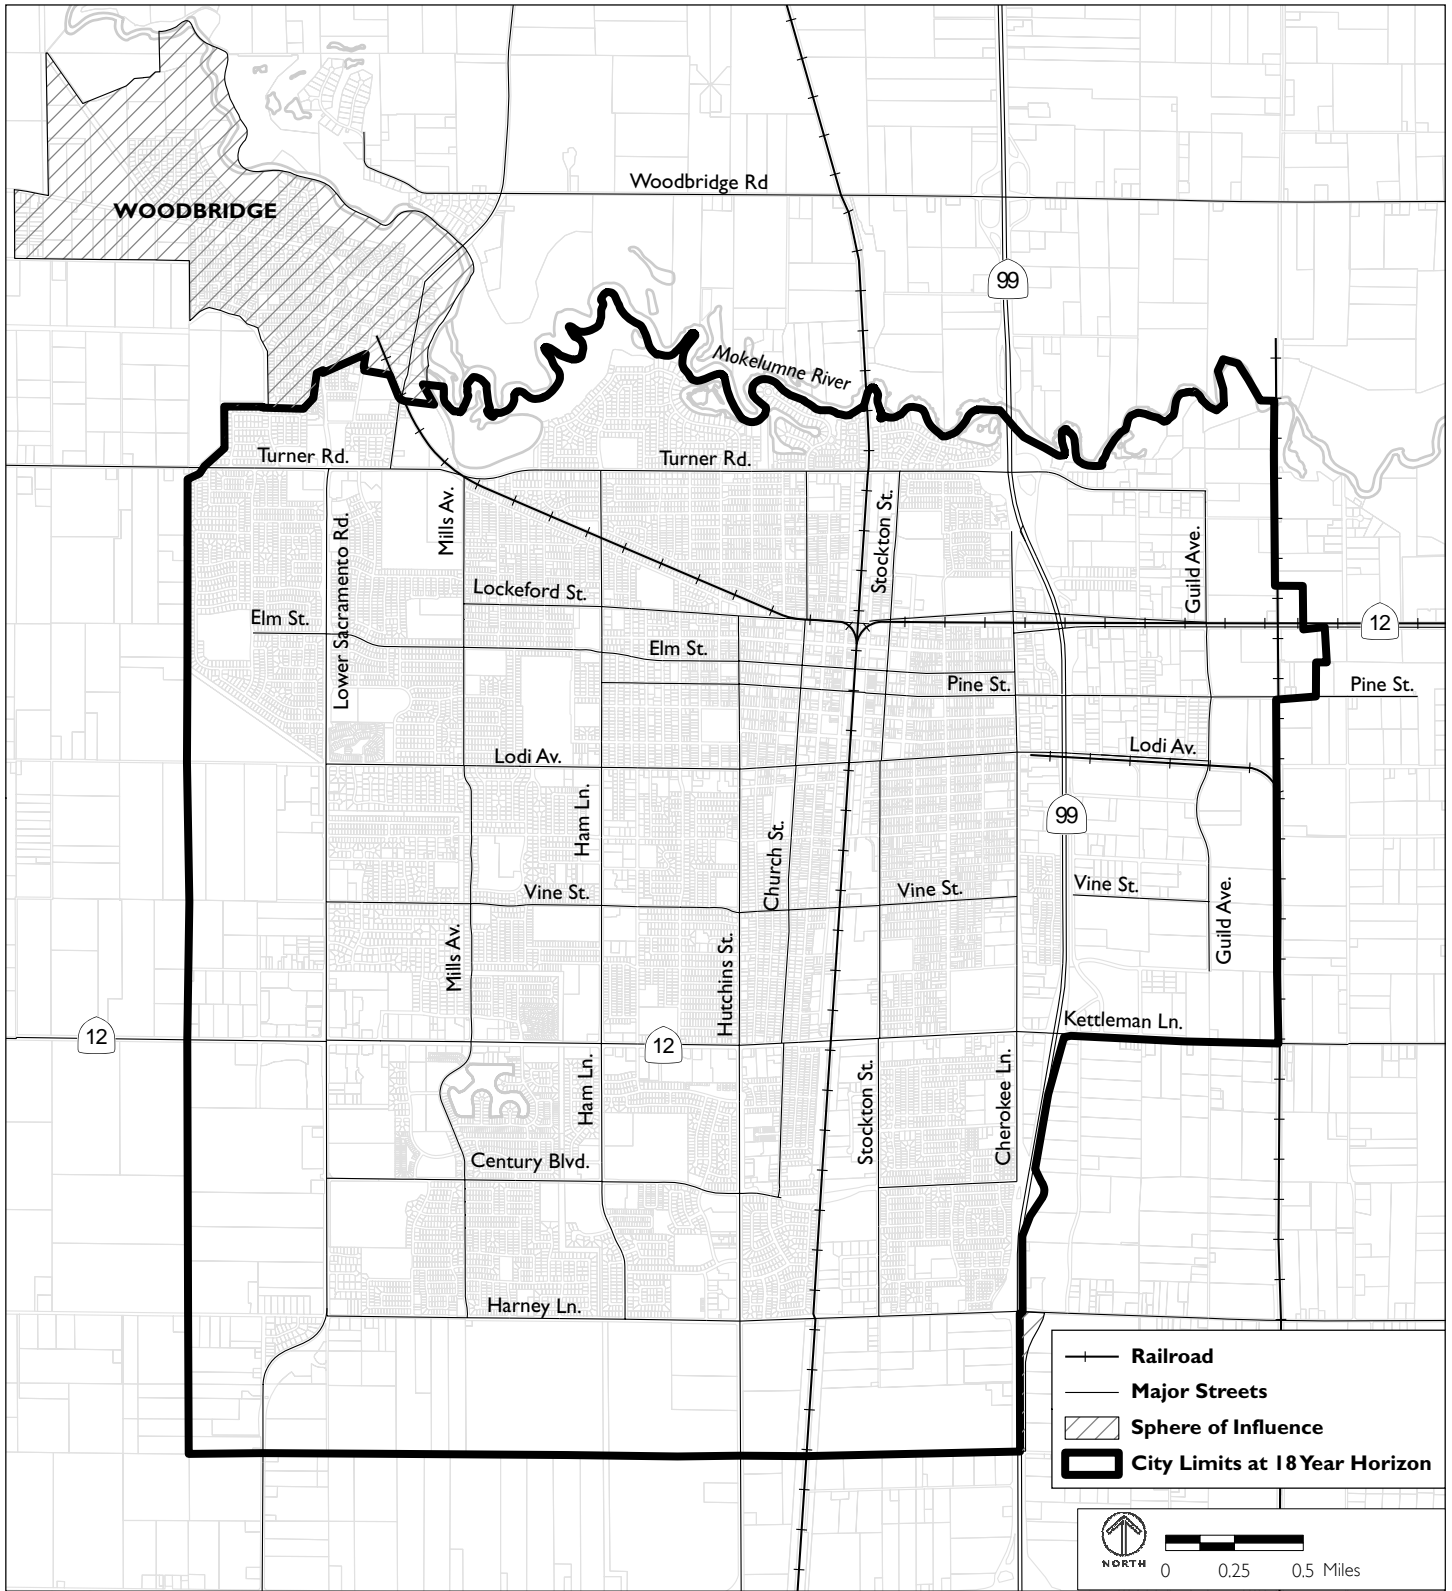 Woodbridge Rd
WOODBRIDGE
99
Mokelumne River
Turner Rd.
Turner Rd.
Lower Sacramento Rd.
Mills Av.
Stockton St.
Guild Ave.
Lockeford St.
Elm St.
12
Elm St.
Pine St.
Pine St.
Lodi Av.
Lodi Av.
Ham Ln.
Church St.
99
Vine St.
Vine St.
Vine St.
Mills Av.
Hutchins St.
Guild Ave.
Kettleman Ln.
12
12
Ham Ln.
Stockton St.
Cherokee Ln.
Century Blvd.
Harney Ln.
Railroad
Major Streets
Sphere of Influence
City Limits at 18 Year Horizon
NORTH
0 0.25 0.5 Miles